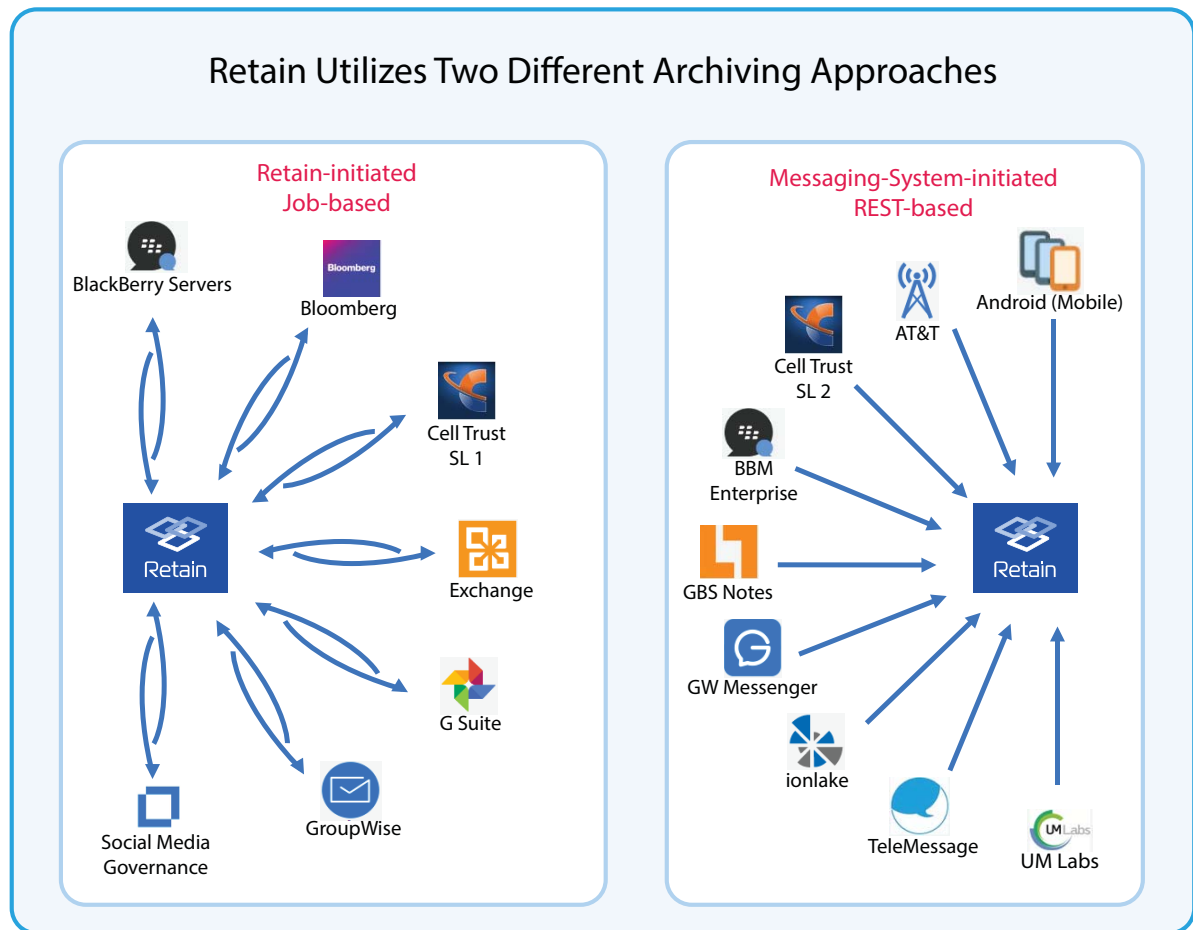 Retain Utilizes Two Different Archiving Approaches
Retain-initiated
Job-based
BlackBerry Servers
Bloomberg
Bloomberg
Cell Trust
SL 1
Retain
Exchange
G Suite
GroupWise
Social Media
Governance
Messaging-System-initiated
REST-based
Android (Mobile)
AT&T
Cell Trust
SL 2
BBM
Enterprise
GBS Notes
Retain
GW Messenger
ionlake
TeleMessage
UM Labs
UM Labs